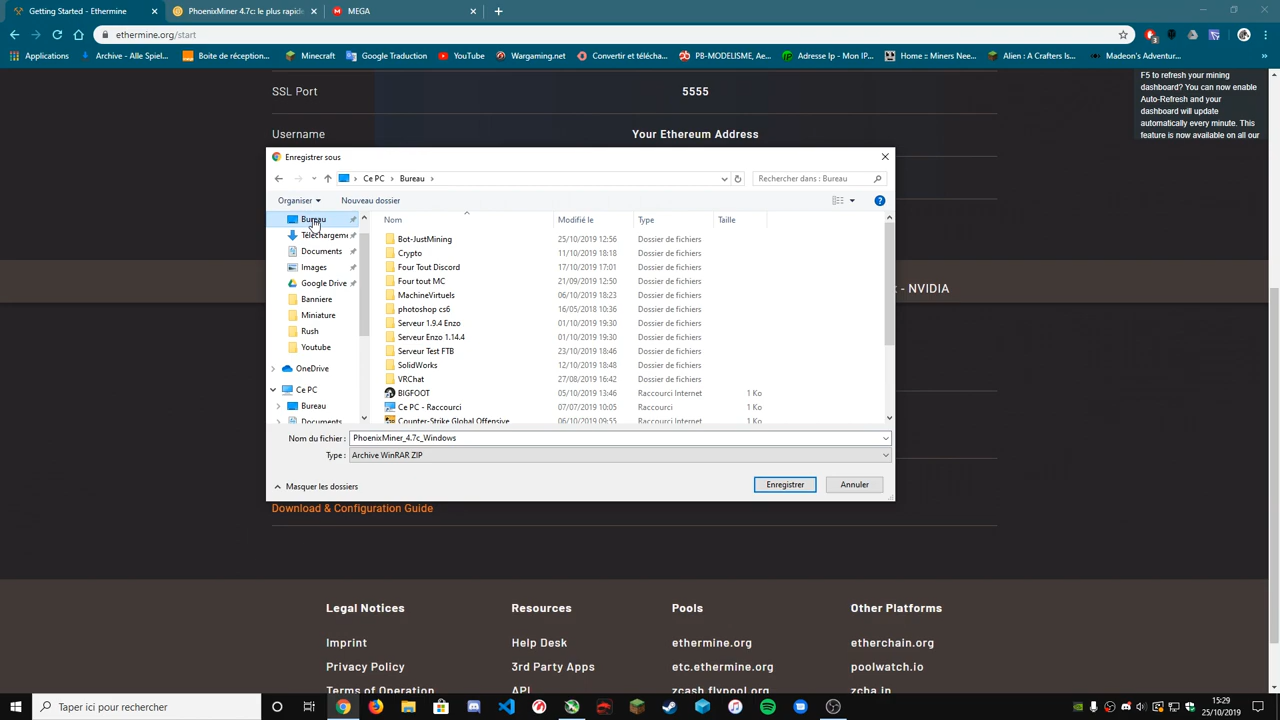 Getting Started - Ethermine
PhoenixMiner 4.7c: le plus rapide
MEGA
ethermine.org/start
Applications
Archive - Alle Spiel...
Boite de réception...
Minecraft
Google Traduction
YouTube
Wargaming.net
Convertir et télécha...
PB-MODELISME, Ae...
Adresse Ip - Mon IP...
Home :: Miners Nee...
Alien : A Crafters Is...
Madeon's Adventur...
F5 to refresh your mining
dashboard? You can now enable
Auto-Refresh and your
dashboard will update
automatically every minute. This
feature is now available on all our
SSL Port
5555
Username
Your Ethereum Address
Enregistrer sous
Ce PC
Bureau
Rechercher dans : Bureau
Organiser
Nouveau dossier
Bureau
Téléchargeme
Documents
Images
Google Drive
Banniere
Miniature
Rush
Youtube
OneDrive
Ce PC
Bureau
Documents
Nom
Modifié le
Type
Taille
Bot-JustMining 25/10/2019 12:56 Dossier de fichiers
Crypto 11/10/2019 18:18 Dossier de fichiers
Four Tout Discord 17/10/2019 17:01 Dossier de fichiers
Four tout MC 21/09/2019 12:50 Dossier de fichiers
MachineVirtuels 06/10/2019 18:23 Dossier de fichiers
photoshop cs6 16/05/2018 10:36 Dossier de fichiers
Serveur 1.9.4 Enzo 01/10/2019 19:30 Dossier de fichiers
Serveur Enzo 1.14.4 01/10/2019 19:30 Dossier de fichiers
Serveur Test FTB 23/10/2019 18:46 Dossier de fichiers
SolidWorks 12/10/2019 18:48 Dossier de fichiers
VRChat 27/08/2019 16:42 Dossier de fichiers
BIGFOOT 05/10/2019 13:46 Raccourci Internet 1 Ko
Ce PC - Raccourci 07/07/2019 10:05 Raccourci 1 Ko
Counter-Strike Global Offensive 06/10/2019 09:55 Raccourci Internet 1 Ko
Nom du fichier :
PhoenixMiner_4.7c_Windows
Type :
Archive WinRAR ZIP
Masquer les dossiers
Enregistrer
Annuler
- NVIDIA
Download & Configuration Guide
Legal Notices
Resources
Pools
Other Platforms
Imprint
Help Desk
ethermine.org
etherchain.org
Privacy Policy
3rd Party Apps
etc.ethermine.org
poolwatch.io
Terms of Operation
API
zcash.flypool.org
zcha.in
Taper ici pour rechercher
15:29
25/10/2019